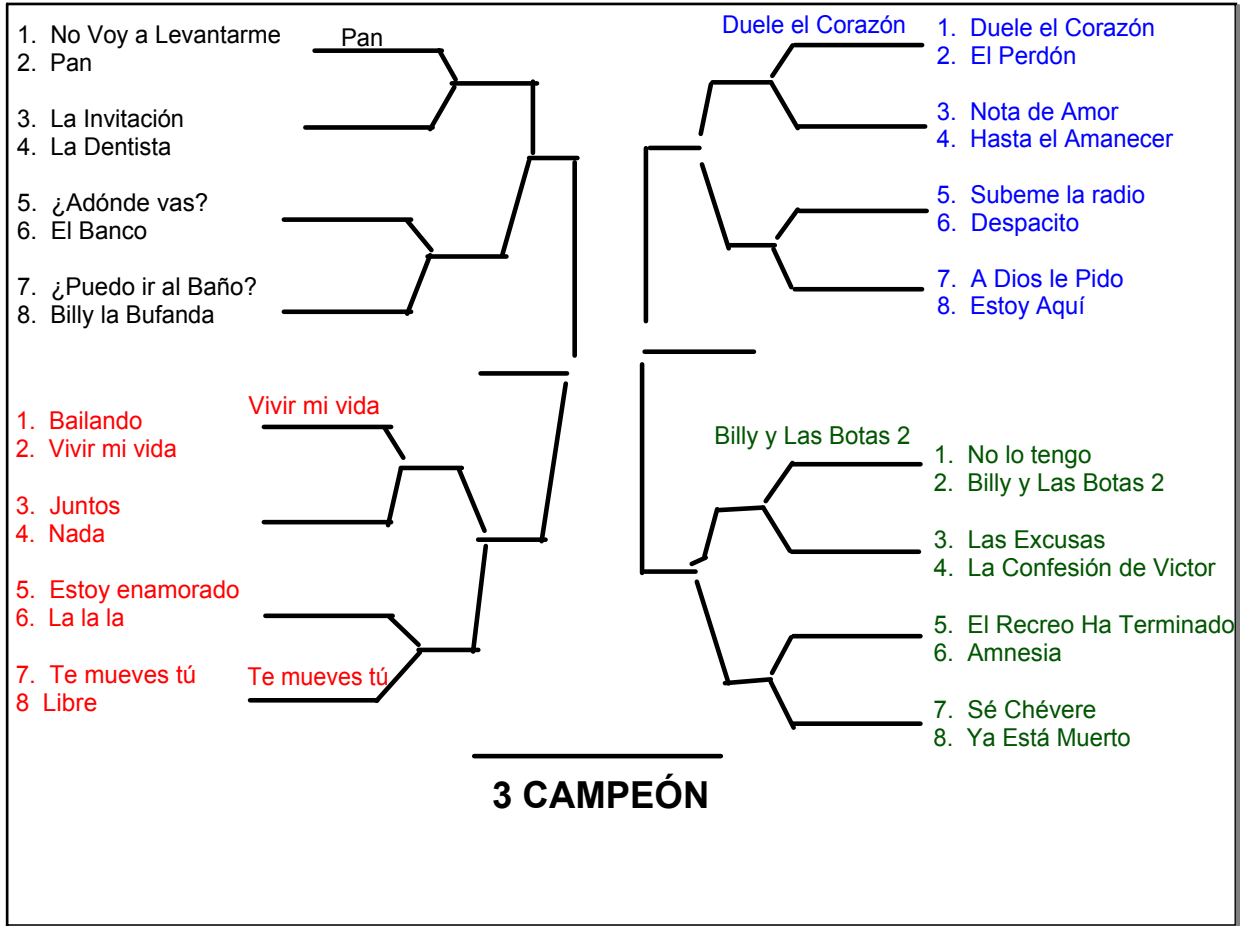 1. No Voy a Levantarme
2. Pan
Pan
3. La Invitación
4. La Dentista
5. ¿Adónde vas?
6. El Banco
7. ¿Puedo ir al Baño?
8. Billy la Bufanda
Duele el Corazón
1. Duele el Corazón
2. El Perdón
3. Nota de Amor
4. Hasta el Amanecer
5. Subeme la radio
6. Despacito
7. A Dios le Pido
8. Estoy Aquí
Vivir mi vida
1. Bailando
2. Vivir mi vida
3. Juntos
4. Nada
5. Estoy enamorado
6. La la la
7. Te mueves tú
Te mueves tú
8 Libre
Billy y Las Botas 2
1. No lo tengo
2. Billy y Las Botas 2
3. Las Excusas
4. La Confesión de Victor
5. El Recreo Ha Terminado
6. Amnesia
7. Sé Chévere
8. Ya Está Muerto
3 CAMPEÓN